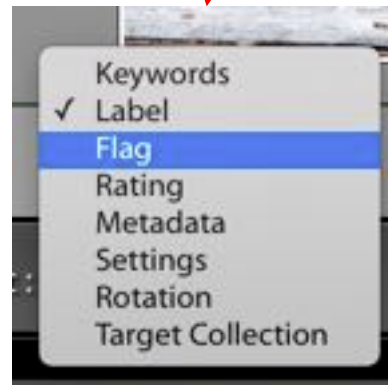 Keywords
✓ Label
Flag
Rating
Metadata
Settings
Rotation
Target Collection